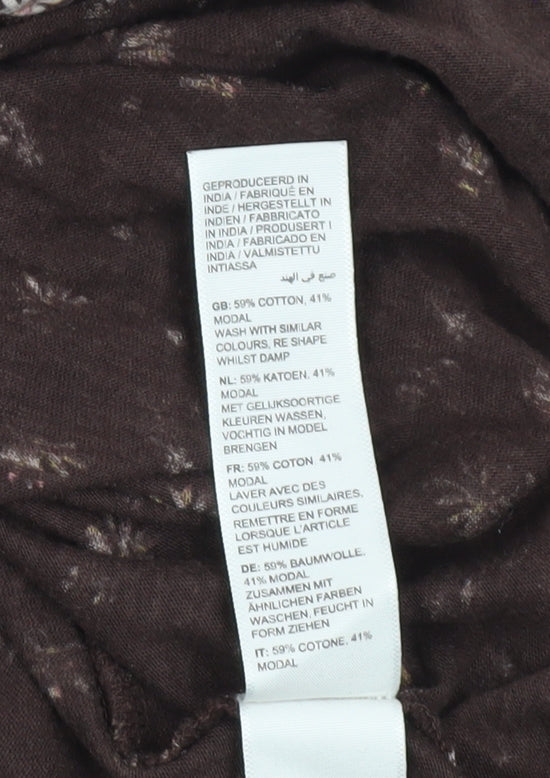 GEPRODUCEERD IN
INDIA / FABRIQUÉ EN
INDE / HERGESTELLT IN
INDIEN / FABBRICATO
IN INDIA / PRODUSERT I
INDIA / FABRICADO EN
INDIA / VALMISTETTU
INTIASSA
صنع في الهند
GB: 59% COTTON, 41%
MODAL
WASH WITH SIMILAR
COLOURS, RE SHAPE
WHILST DAMP
NL: 59% KATOEN, 41%
MODAL
MET GELIJKSOORTIGE
KLEUREN WASSEN,
VOCHTIG IN MODEL
BRENGEN
FR: 59% COTON, 41%
MODAL
LAVER AVEC DES
COULEURS SIMILAIRES,
REMETTRE EN FORME
LORSQUE L'ARTICLE
EST HUMIDE
DE: 59% BAUMWOLLE,
41% MODAL
ZUSAMMEN MIT
ÄHNLICHEN FARBEN
WASCHEN, FEUCHT IN
FORM ZIEHEN
IT: 59% COTONE, 41%
MODAL